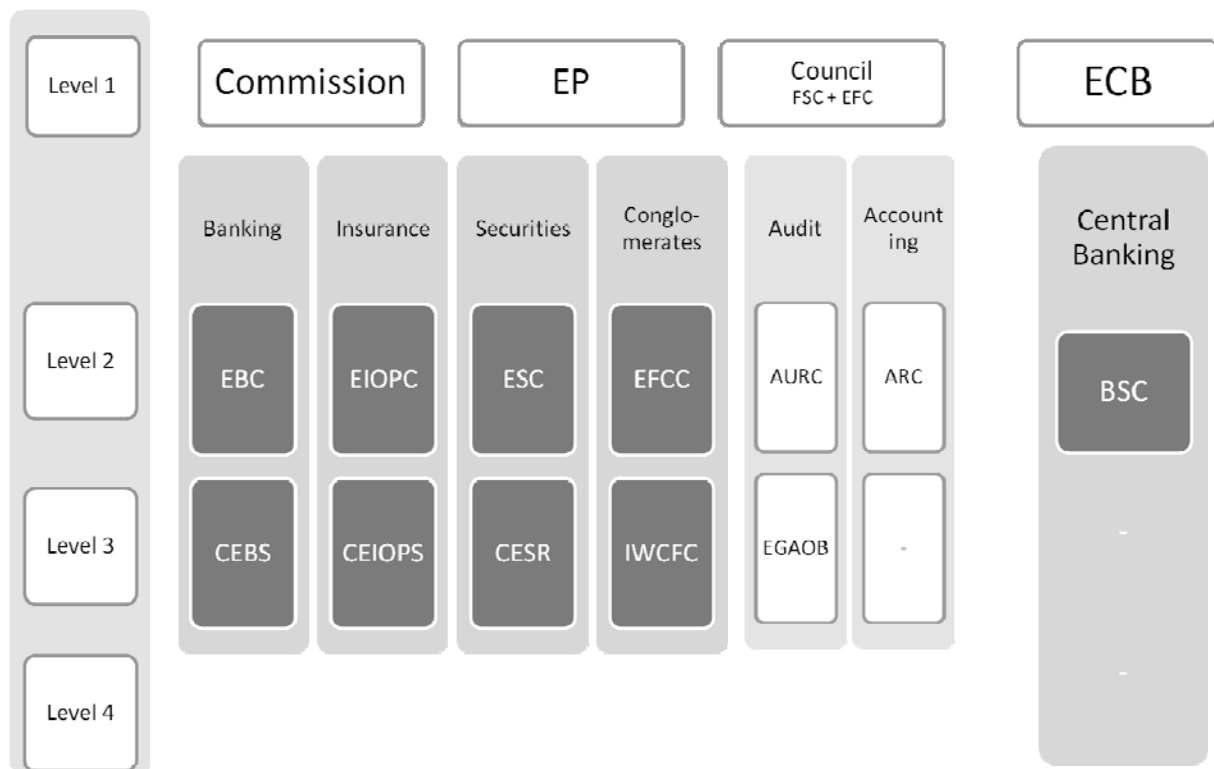 Level 1
Commission
EP
Council
FSC + EFC
ECB
Banking
Insurance
Securities
Conglo-
merates
Audit
Account
ing
Central
Banking
Level 2
EBC
EIOPC
ESC
EFCC
AURC
ARC
BSC
Level 3
CEBS
CEIOPS
CESR
IWCFC
EGAOB
-
-
Level 4
-